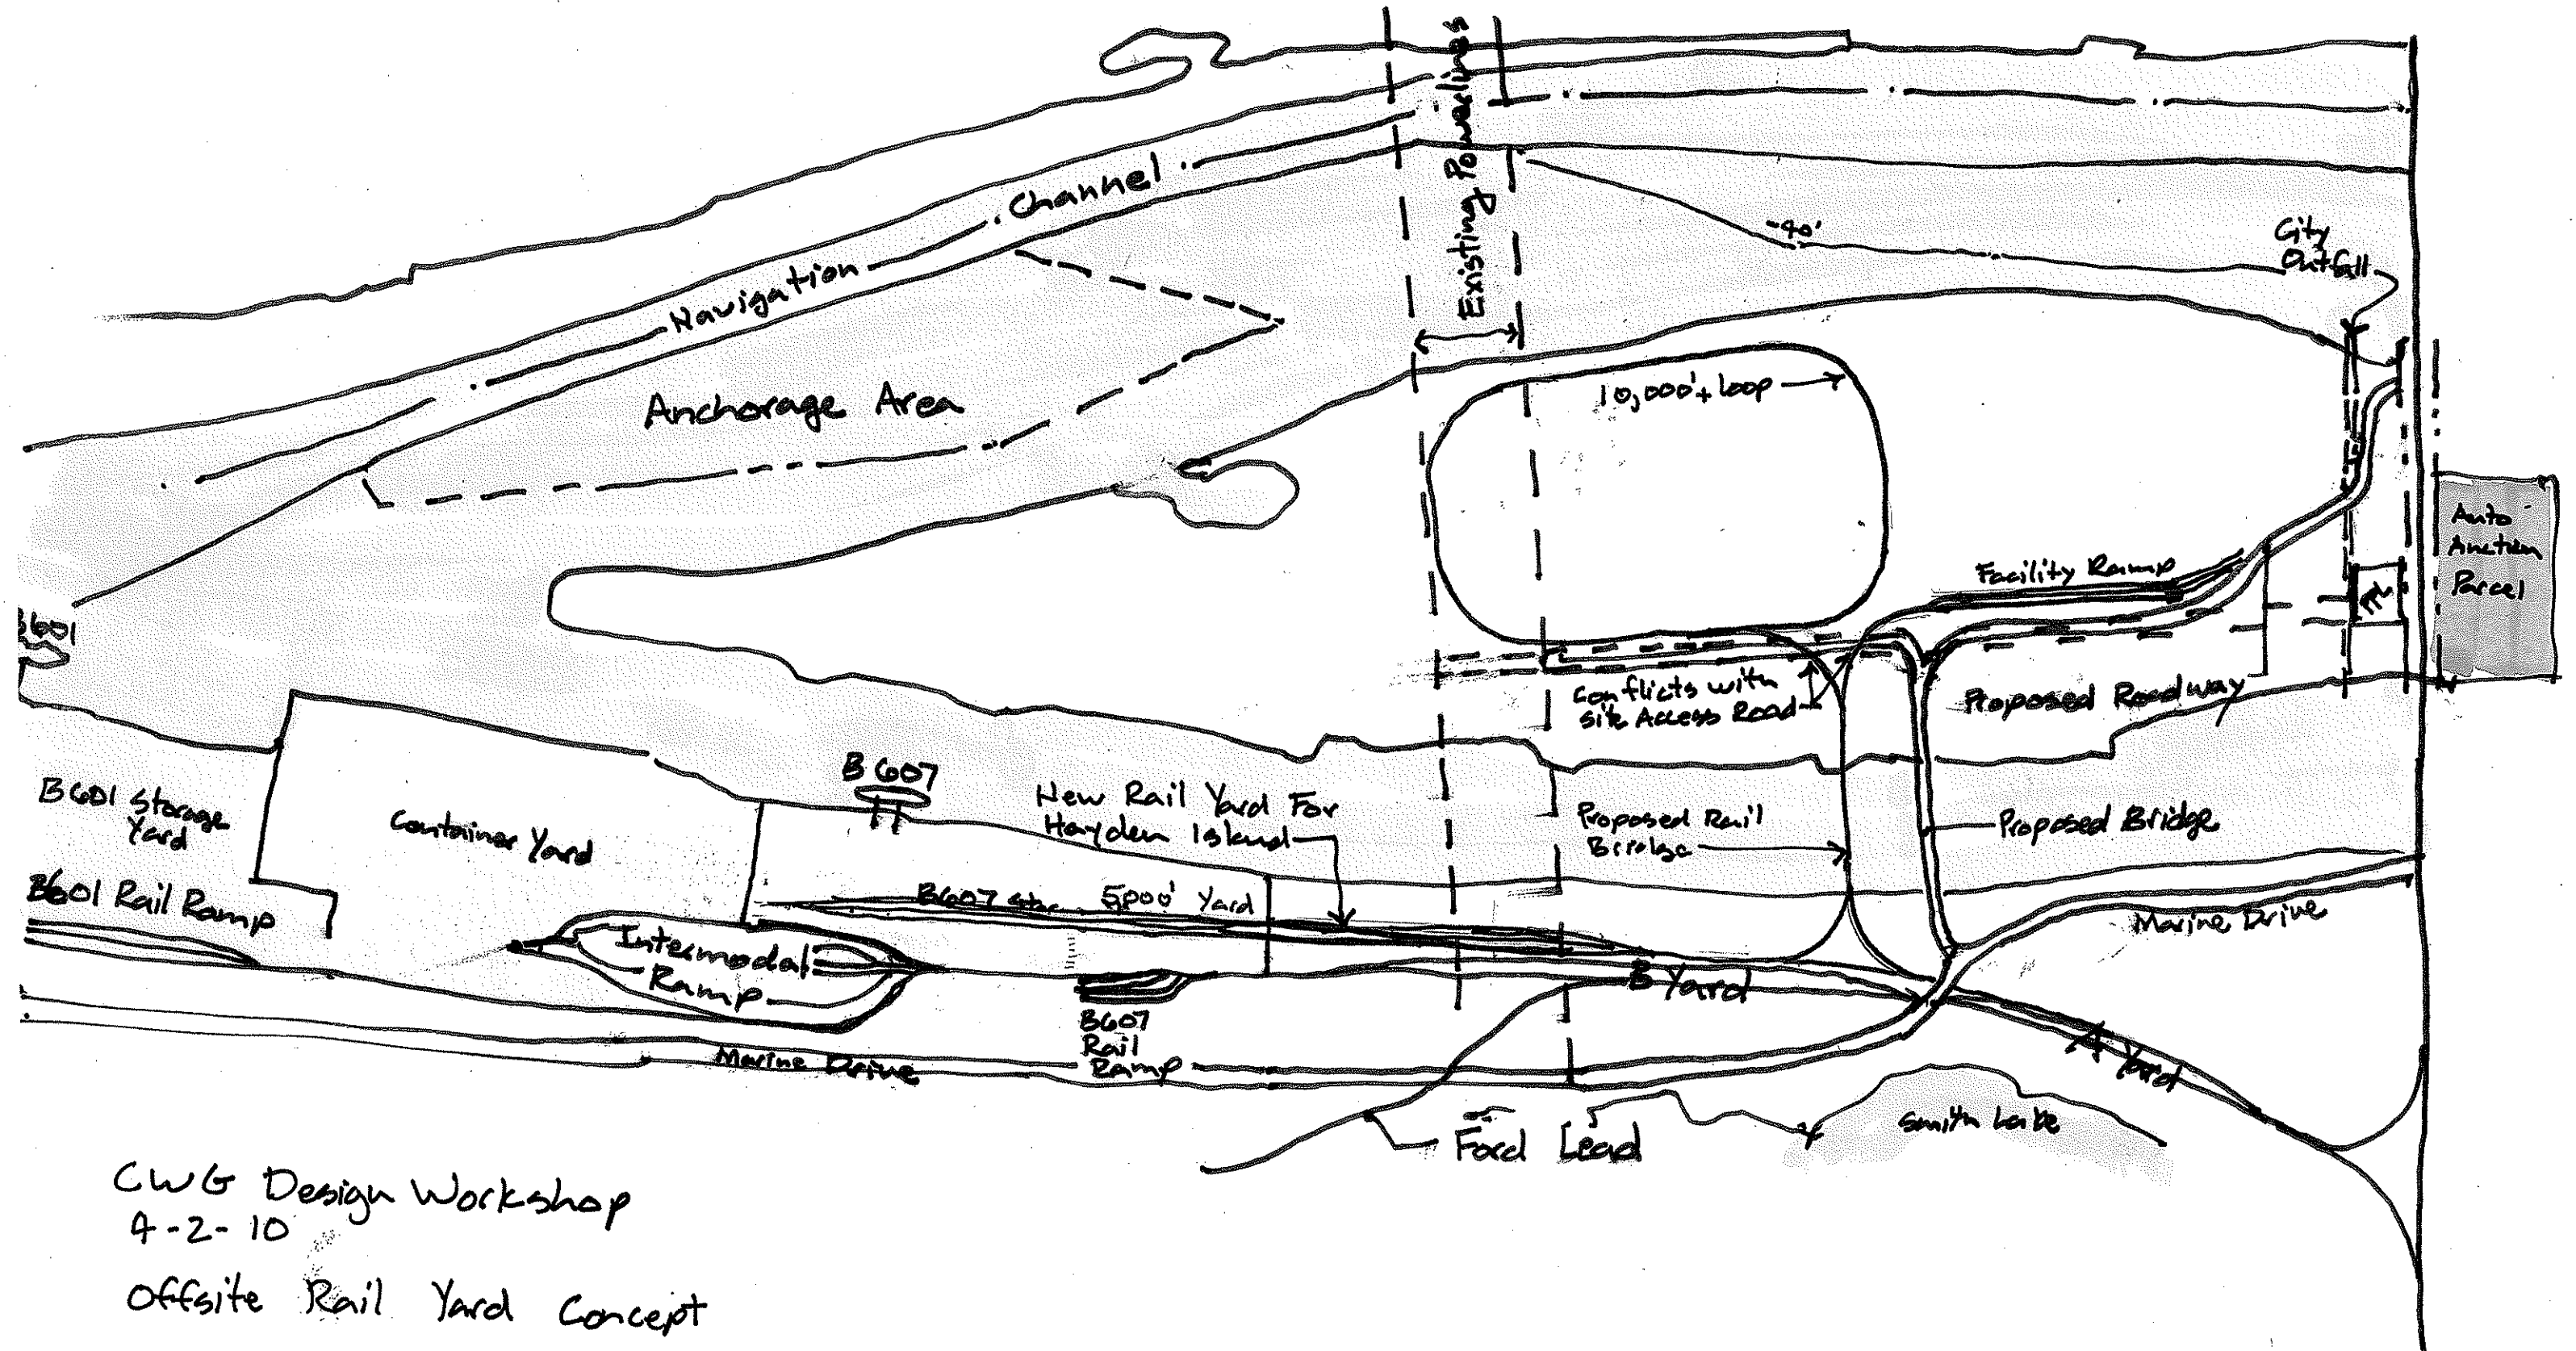 Existing Powerlines
Navigation Channel
-40'
City
Outfall
10,000'+ loop
Anchorage Area
Auto
Auction
Parcel
Facility Ramp
B601
Conflicts with
Site Access Road
Proposed Roadway
B607
New Rail Yard For
Hayden Island
Proposed Rail
Bridge
Proposed Bridge
B601 Storage
Yard
Container Yard
B601 Rail Ramp
B607
5,000' Yard
Marine Drive
Intermodal
Ramp
B Yard
B607
Rail
Ramp
Marine Drive
A Yard
Smith Lake
Ford Lead
CWG Design Workshop
4-2-10
Offsite Rail Yard Concept